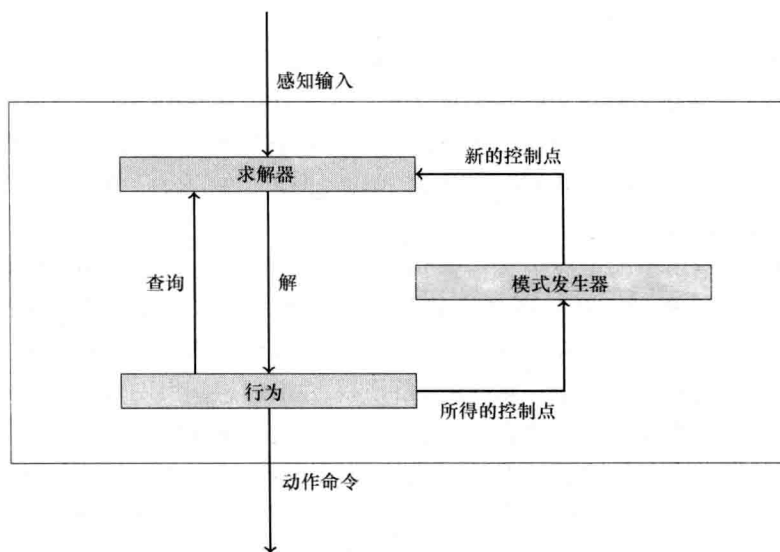 感知输入
新的控制点
求解器
查询
解
模式发生器
行为
所得的控制点
动作命令